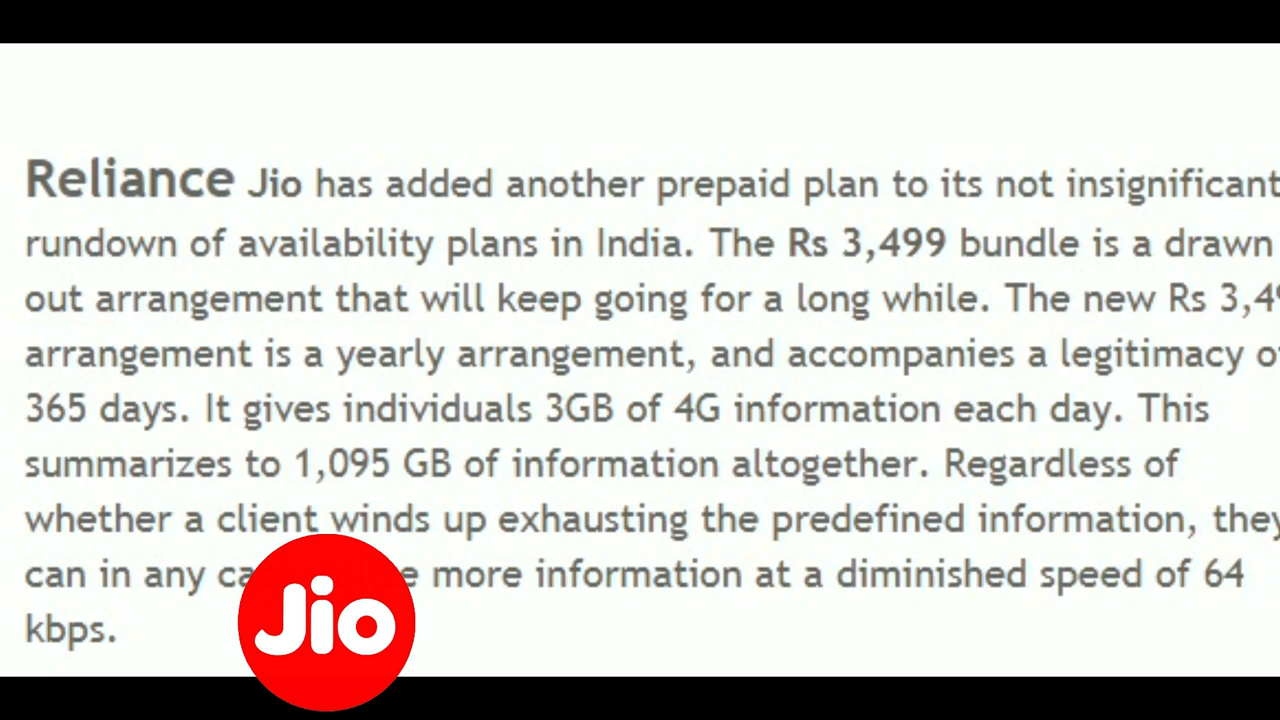 Reliance Jio has added another prepaid plan to its not insignificant
rundown of availability plans in India. The Rs 3,499 bundle is a drawn
out arrangement that will keep going for a long while. The new Rs
arrangement is a yearly arrangement, and accompanies a legitimacy
365 days. It gives individuals 3GB of 4G information each day. This
summarizes to 1,095 GB of information altogether. Regardless of
whether a client winds up exhausting the predefined information, they
can in any more information at a diminished speed of 64
kbps.
Jio